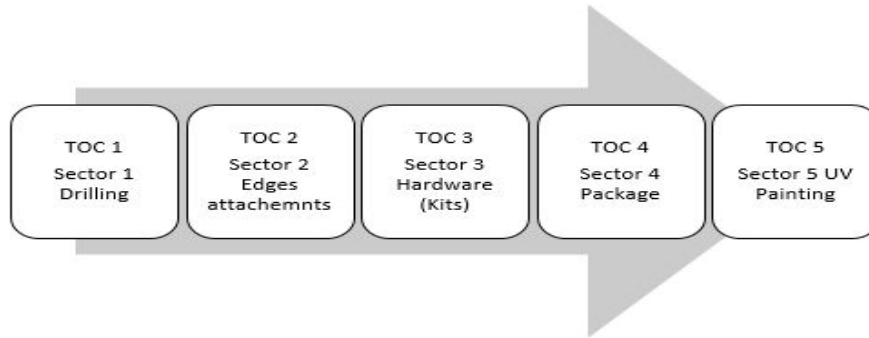 TOC 1
Sector 1
Drilling
TOC 2
Sector 2
Edges
attachemnts
TOC 3
Sector 3
Hardware
(Kits)
TOC 4
Sector 4
Package
TOC 5
Sector 5 UV
Painting